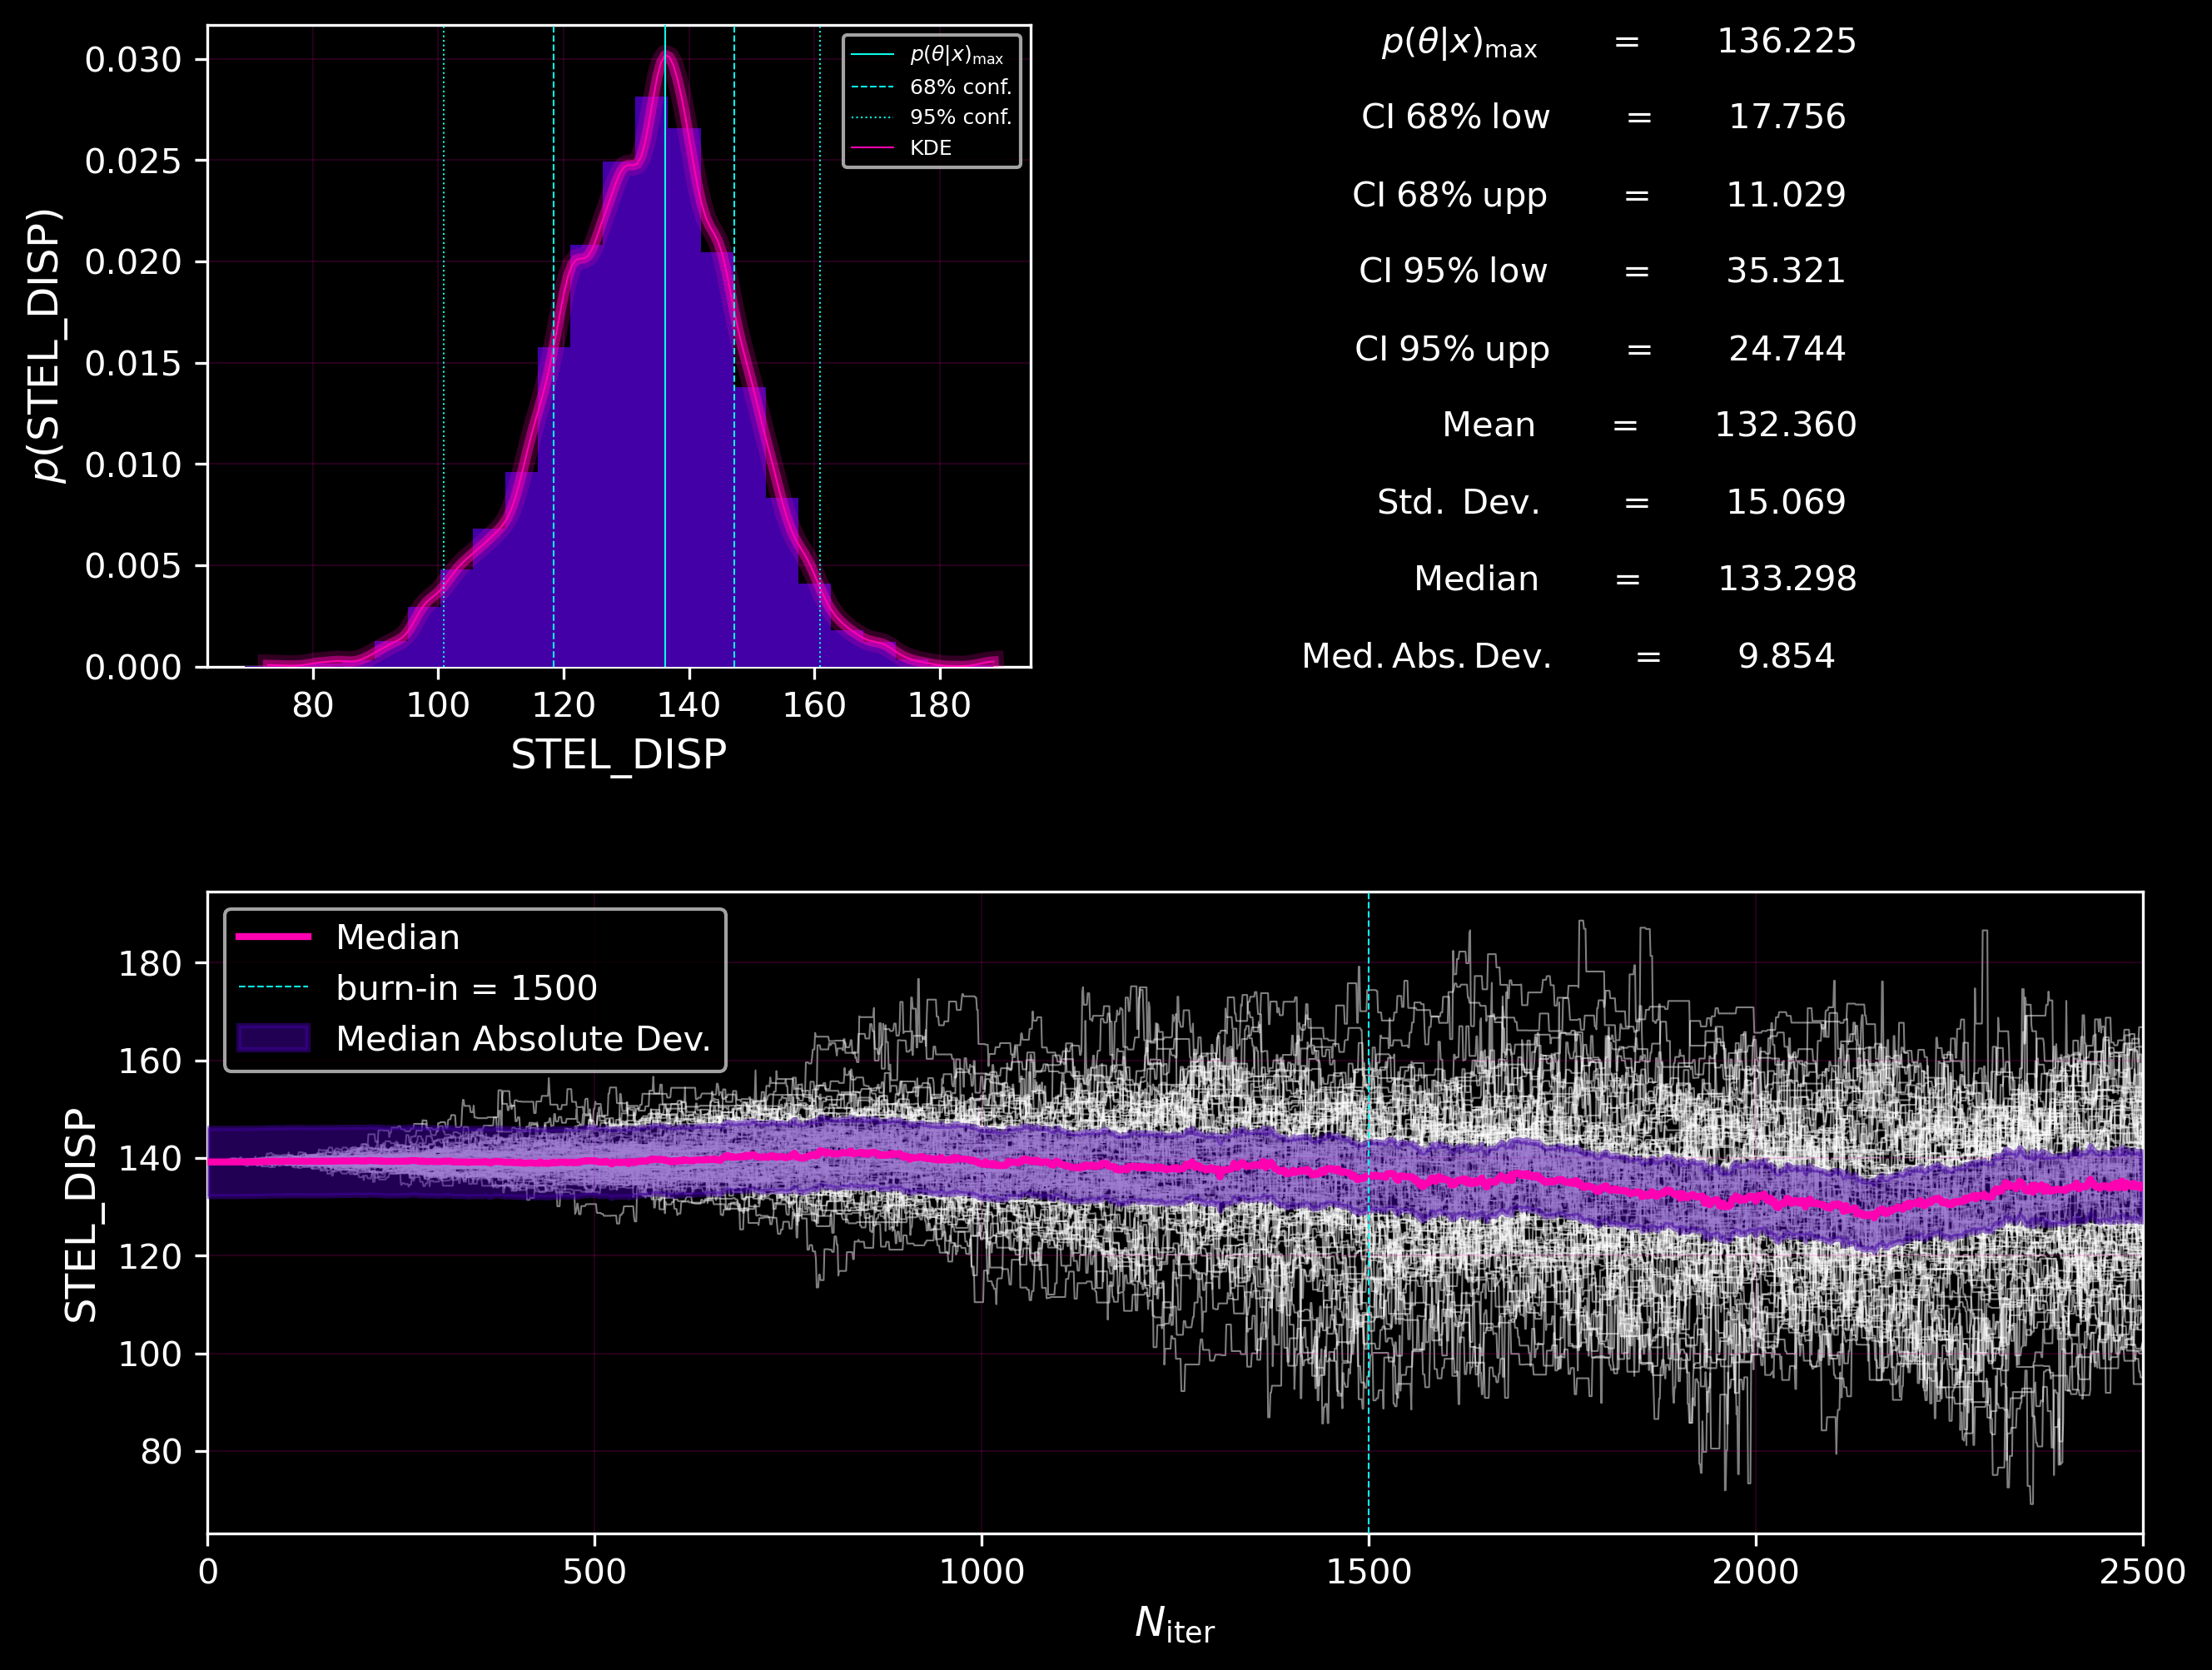 0.030
0.025
0.020
0.015
0.010
0.005
0.000
p(STEL_DISP)
80 100 120 140 160 180
STEL_DISP
p(θ|x)max
68% conf.
95% conf.
KDE
p(θ|x)max = 136.225
CI 68% low = 17.756
CI 68% upp = 11.029
CI 95% low = 35.321
CI 95% upp = 24.744
Mean = 132.360
Std. Dev. = 15.069
Median = 133.298
Med. Abs. Dev. = 9.854
180
160
140
120
100
80
STEL_DISP
Median
burn-in = 1500
Median Absolute Dev.
0 500 1000 1500 2000 2500
Niter